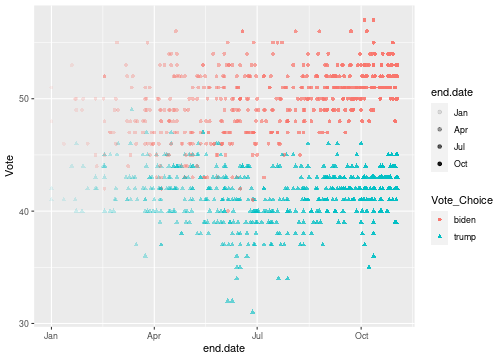 Vote
50
40
30
Jan
Apr
Jul
Oct
end.date
end.date
Jan
Apr
Jul
Oct
Vote_Choice
biden
trump